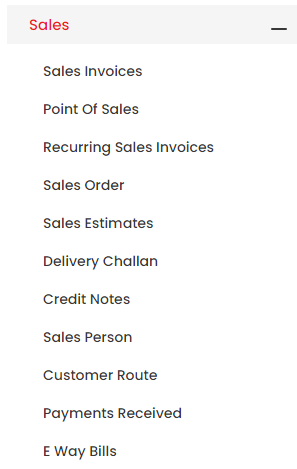 Sales
Sales Invoices
Point Of Sales
Recurring Sales Invoices
Sales Order
Sales Estimates
Delivery Challan
Credit Notes
Sales Person
Customer Route
Payments Received
E Way Bills